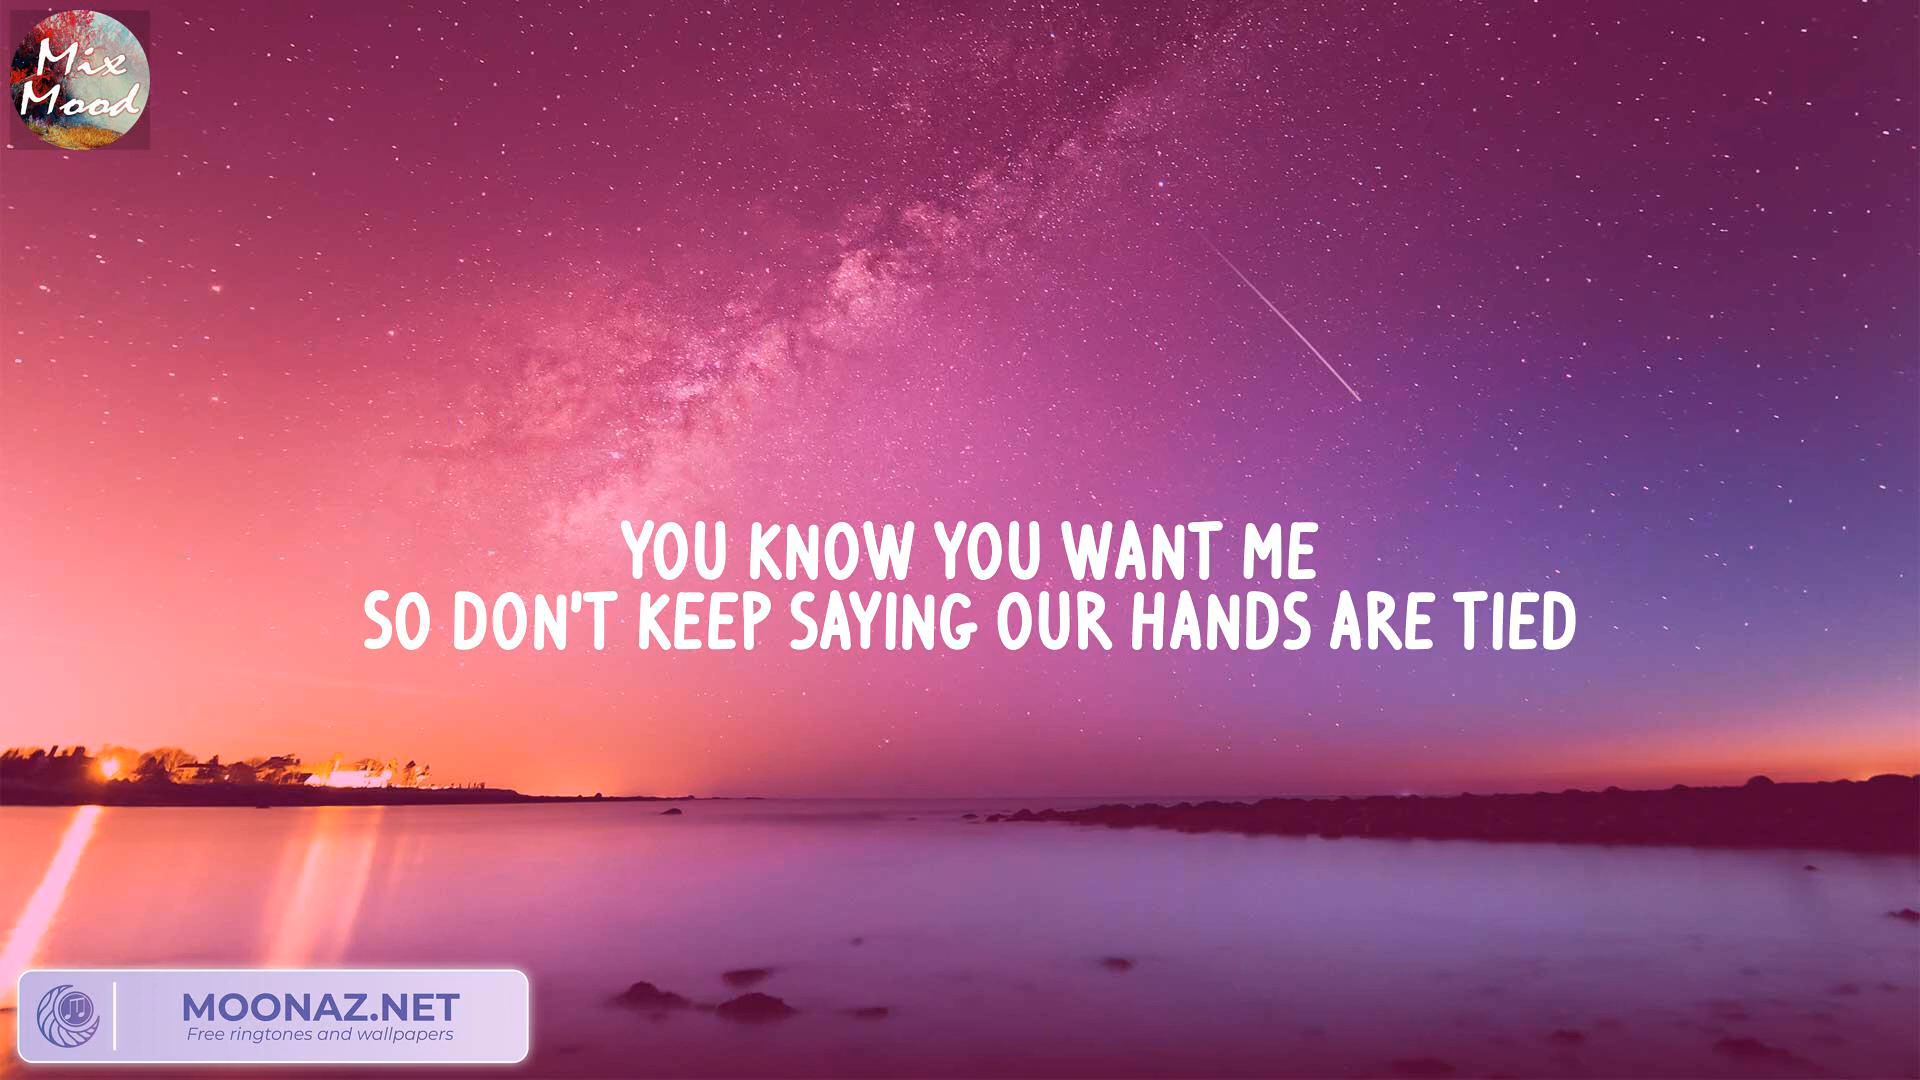 Mix
Mood
YOU KNOW YOU WANT ME
SO DON'T KEEP SAYING OUR HANDS ARE TIED
MOONAZ.NET
Free ringtones and wallpapers